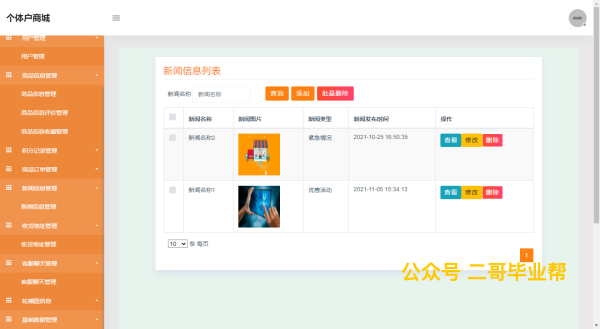 个体户商城
用户管理
用户管理
商品信息管理
商品信息管理
商品信息评价管理
商品信息收藏管理
积分记录管理
商品订单管理
新闻信息管理
新闻信息管理
收货地址管理
收货地址管理
客服聊天管理
客服聊天管理
轮播图信息
基础数据管理
新闻信息列表
新闻名称 新闻名称 查询 添加 批量删除
新闻名称 新闻图片 新闻类型 新闻发布时间 操作
新闻名称2 紧急情况 2021-10-25 16:50:35 查看 修改 删除
新闻名称1 优惠活动 2021-11-05 15:34:13 查看 修改 删除
10 条 每页
1
公众号 二哥毕业帮